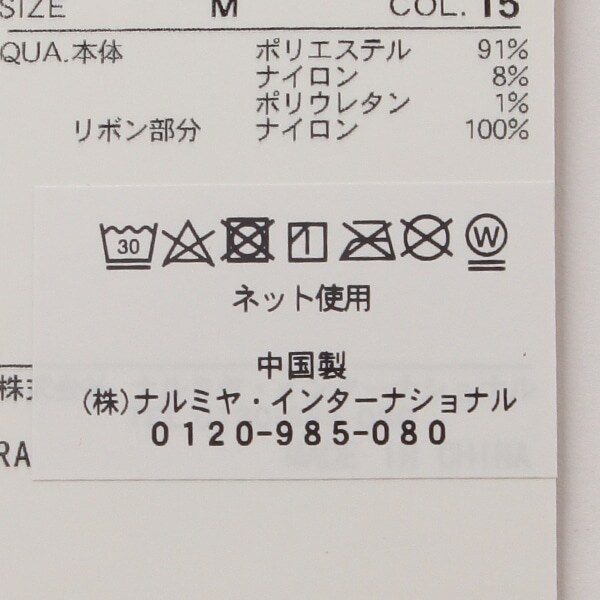 SIZE M COL. 15
QUA.本体 ポリエステル 91%
ナイロン 8%
ポリウレタン 1%
リボン部分 ナイロン 100%
30 W
ネット使用
中国製
(株)ナルミヤ・インターナショナル
0120-985-080
株
RA